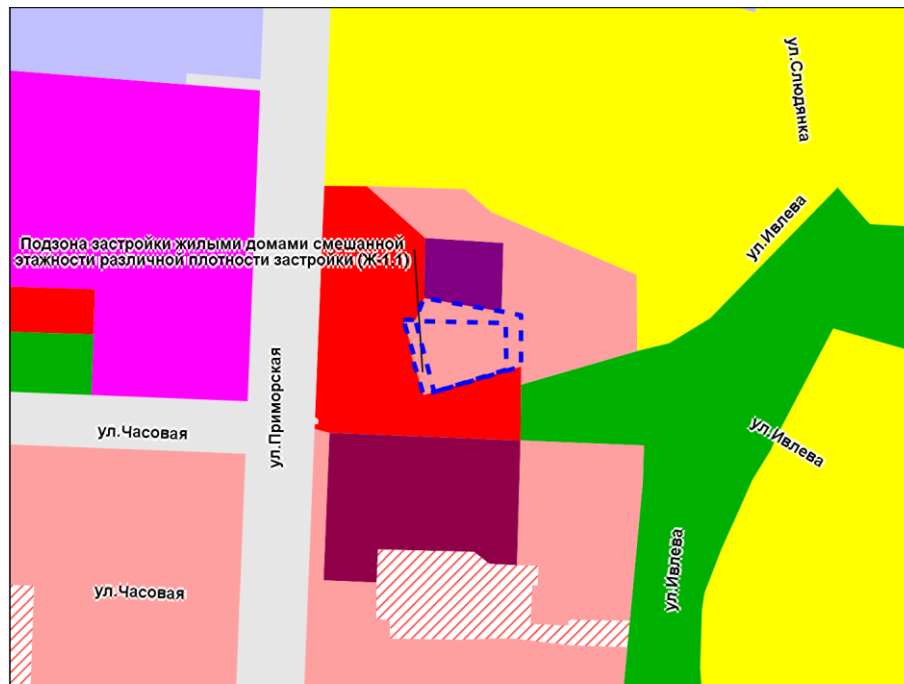 ул.Слюдянка
ул.Ивлева
Подзона застройки жилыми домами смешанной
этажности различной плотности застройки (Ж-1.1)
ул.Приморская
ул.Часовая
ул.Ивлева
ул.Ивлева
ул.Часовая